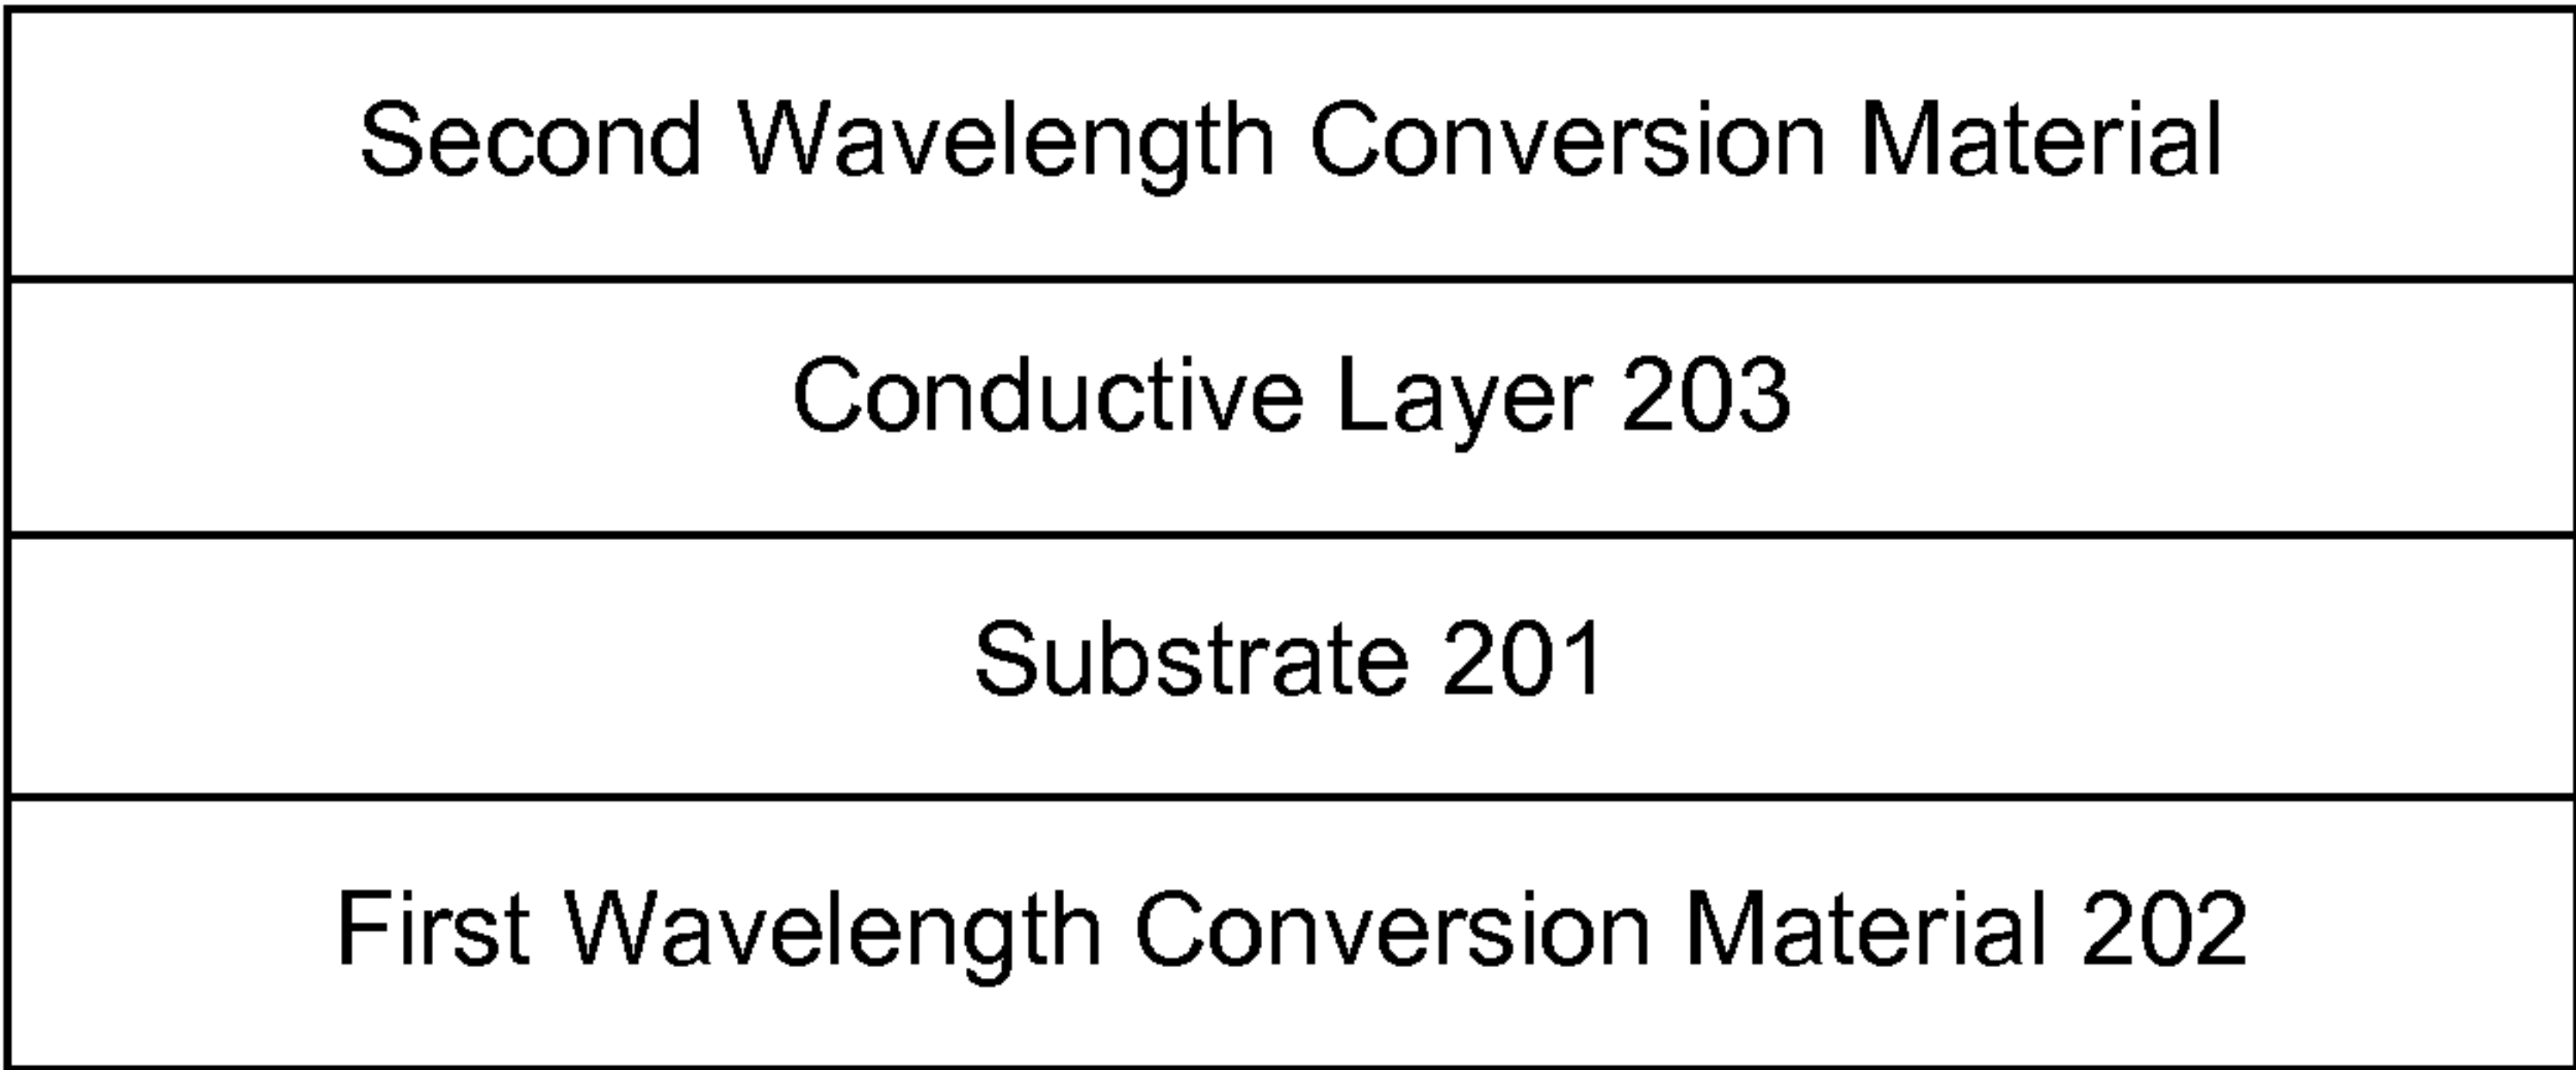 Second Wavelength Conversion Material
Conductive Layer 203
Substrate 201
First Wavelength Conversion Material 202